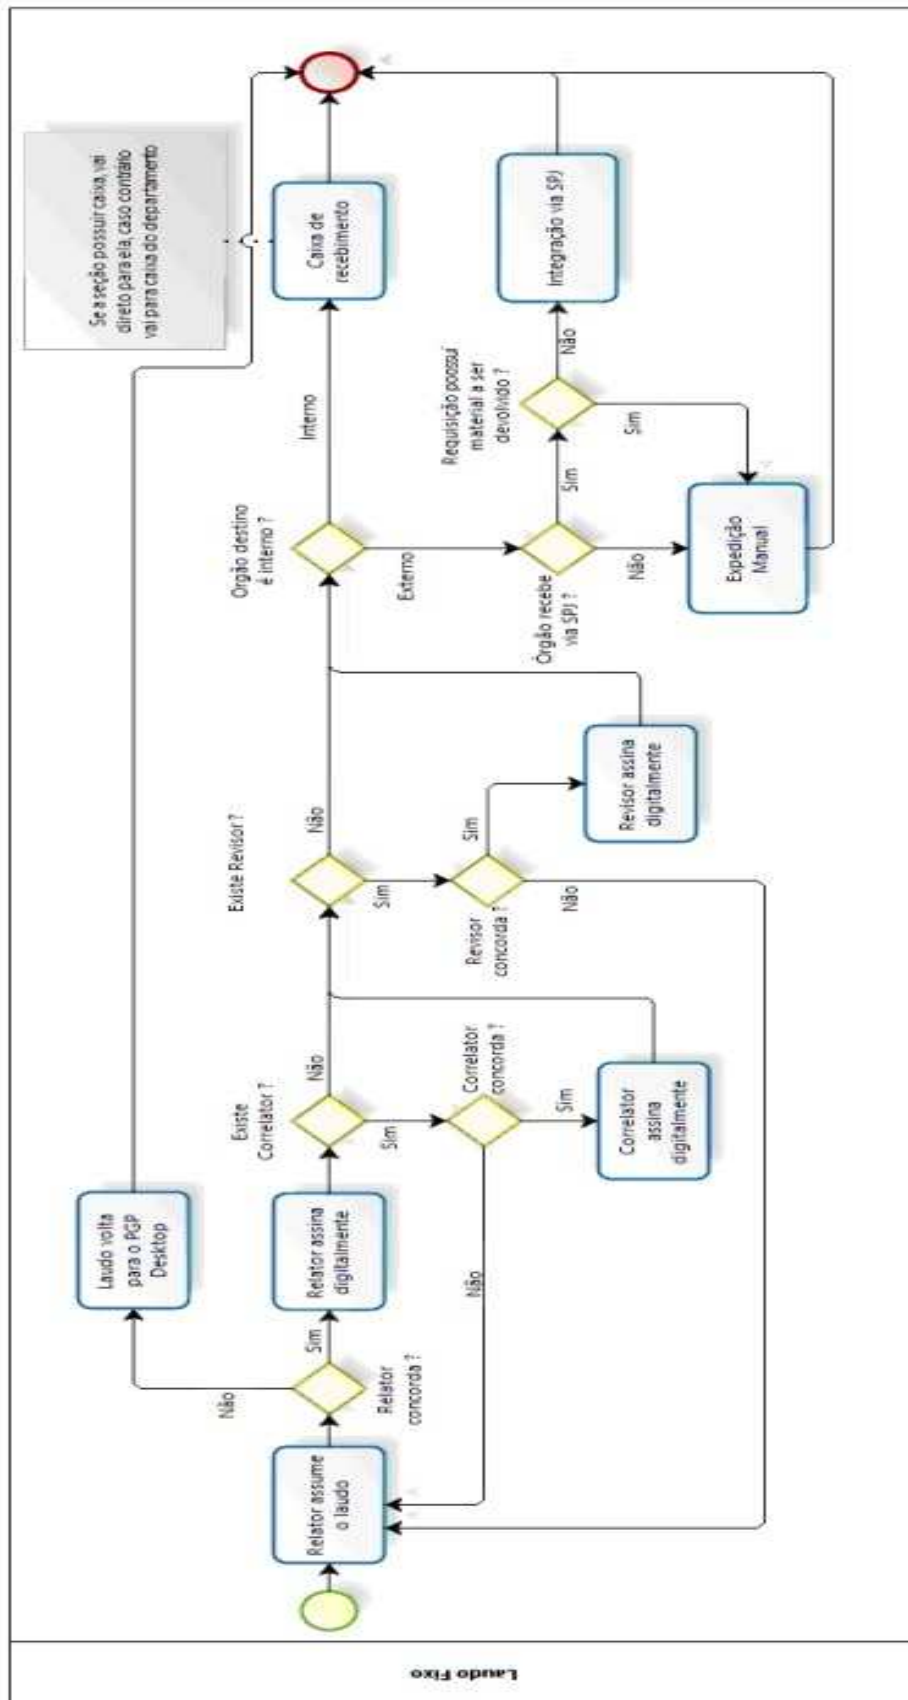 Laudo Fixo
Relator assume
o laudo
Relator
concorda ?
Não
Sim
Laudo volta
para o PGP
Desktop
Relator assina
digitalmente
Existe
Correlator ?
Não
Sim
Correlator
concorda ?
Não
Sim
Correlator
assina
digitalmente
Existe Revisor ?
Não
Sim
Revisor
concorda ?
Sim
Não
Revisor assina
digitalmente
Orgão destino
é interno ?
Interno
Externo
Órgão recebe
via SPJ ?
Sim
Não
Requisição poossui
material a ser
devolvido ?
Não
Sim
Expedição
Manual
Integração via SPJ
Caixa de
recebimento
Se a seção possuir caixa, vai
direto para ela, caso contrário
vai para caixa do departamento